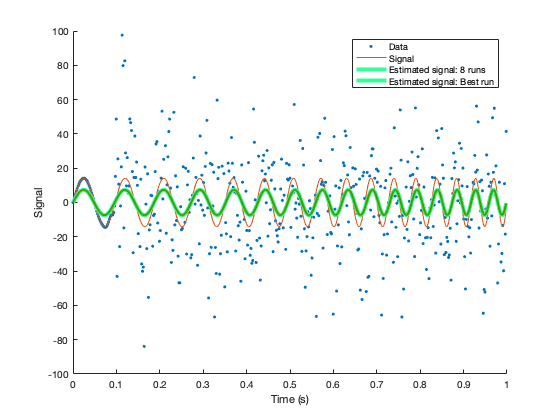 100
80
60
40
20
0
-20
-40
-60
-80
-100
Signal
Data
Signal
Estimated signal: 8 runs
Estimated signal: Best run
0 0.1 0.2 0.3 0.4 0.5 0.6 0.7 0.8 0.9 1
Time (s)